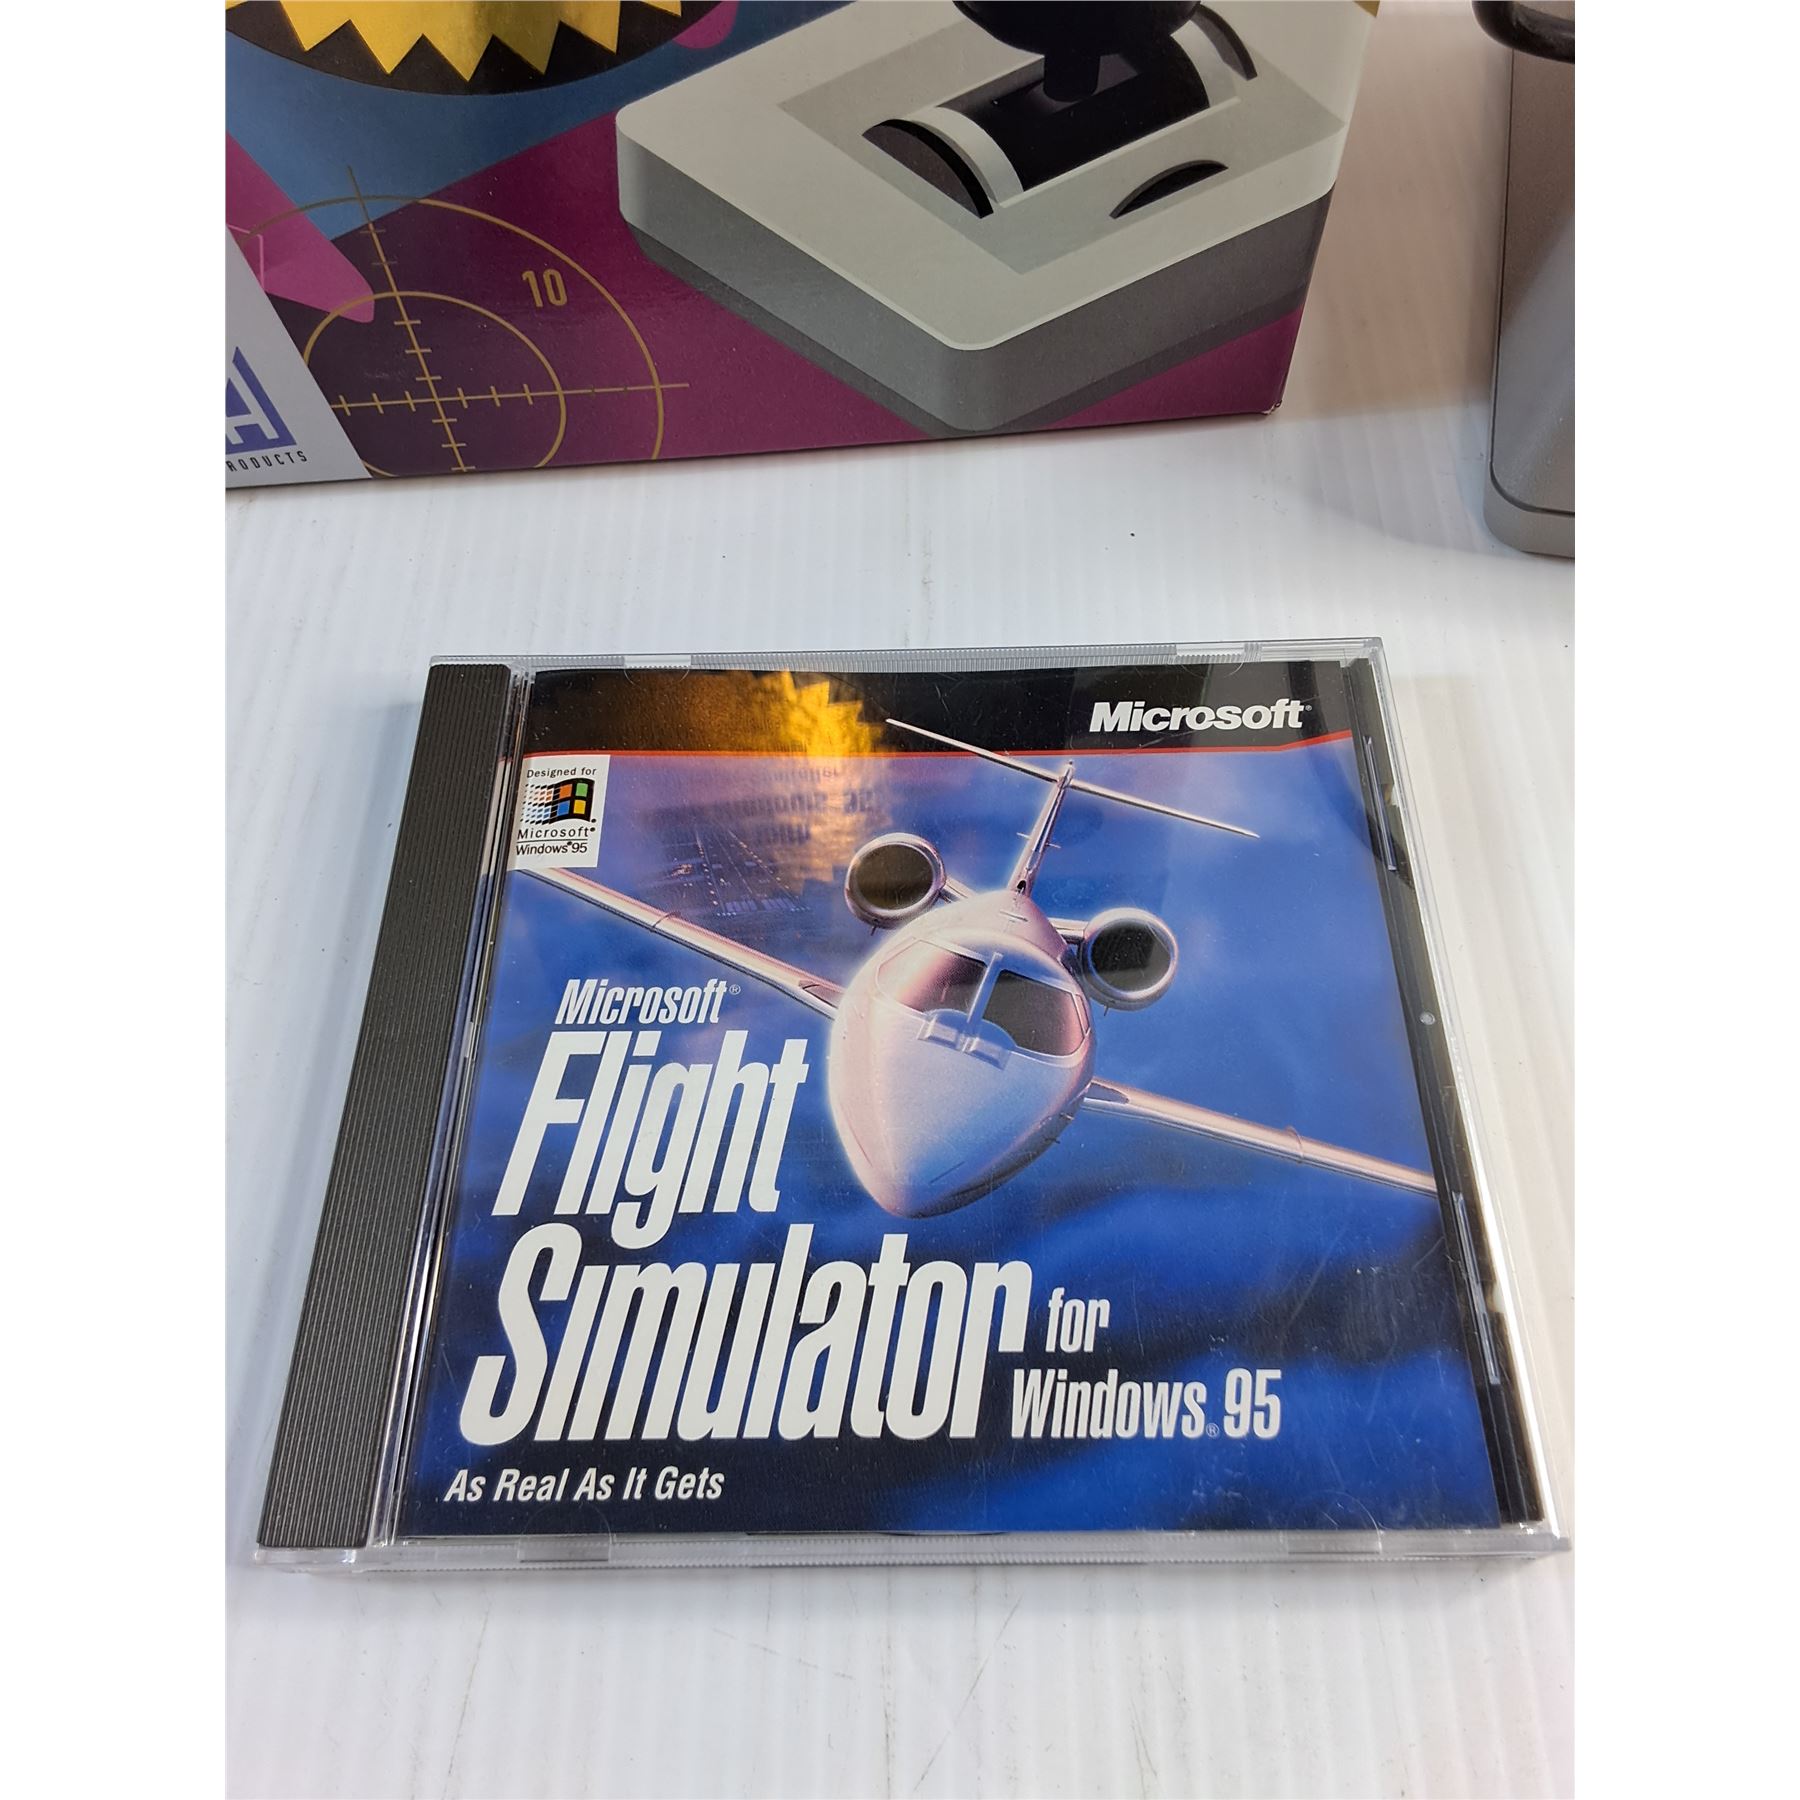 10
H
RODUCTS
Microsoft®
Designed for
Microsoft®
Windows®95
Microsoft®
Flight
Simulator for
Windows® 95
As Real As It Gets